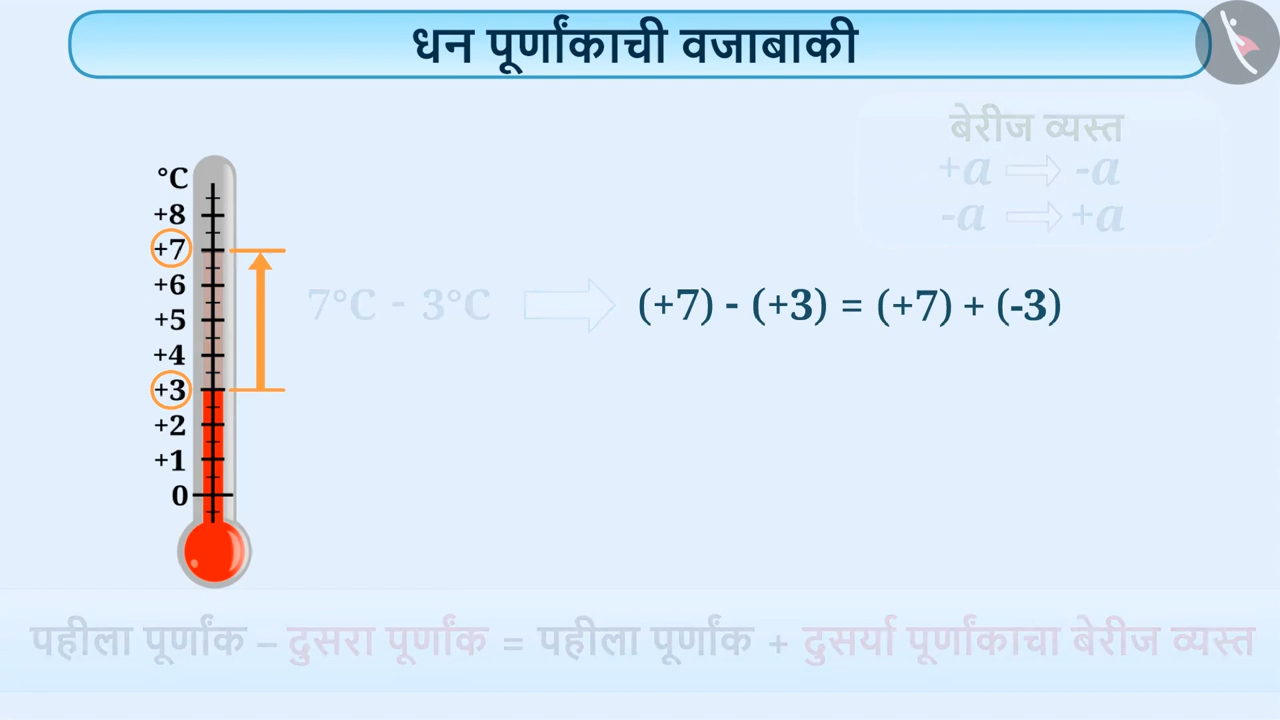 धन पूर्णांकाची वजाबाकी
बेरीज व्यस्त
+a ⇨ -a
-a ⇨ +a
°C
+8
+7
+6
+5
+4
+3
+2
+1
0
7°C - 3°C ⇨ (+7) - (+3) = (+7) + (-3)
पहीला पूर्णांक – दुसरा पूर्णांक = पहीला पूर्णांक + दुसर्या पूर्णांकाचा बेरीज व्यस्त